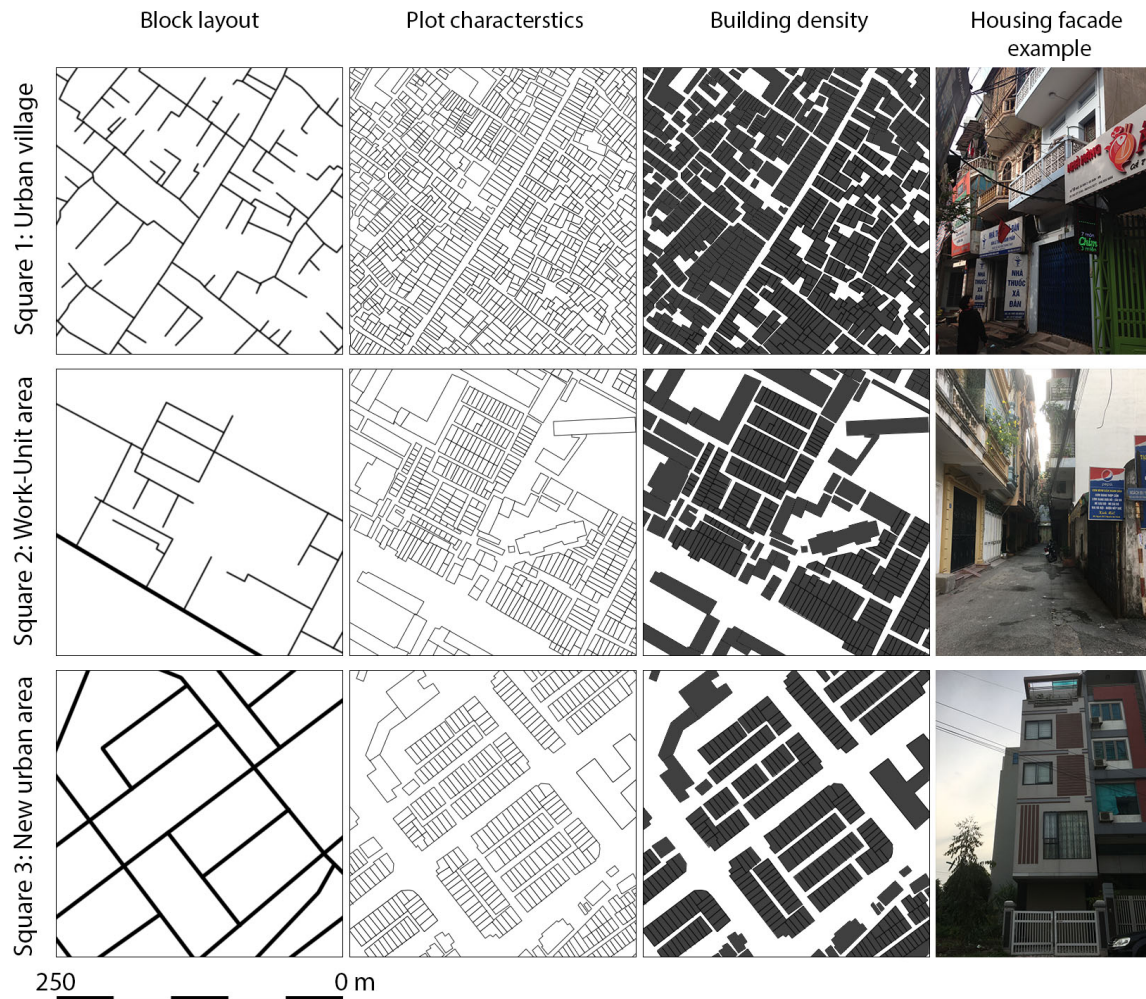 Block layout
Plot characterstics
Building density
Housing facade
example
Square 1: Urban village
NHÀ
THUỐC
XÃ
ĐÀN
Square 2: Work-Unit area
Square 3: New urban area
250
0 m